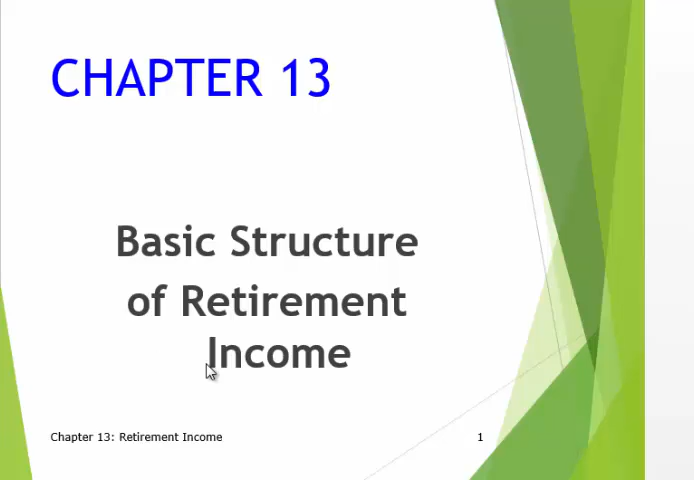 CHAPTER 13
Basic Structure
of Retirement
Income
Chapter 13: Retirement Income
1